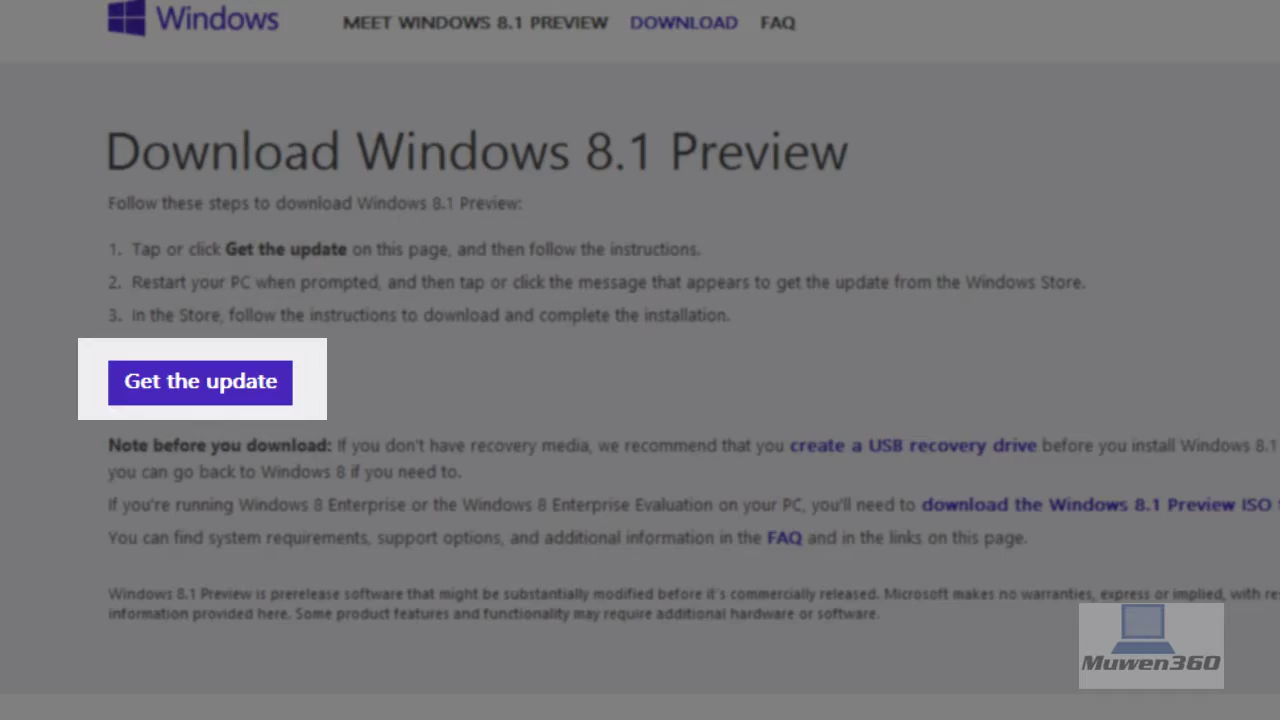 Windows MEET WINDOWS 8.1 PREVIEW DOWNLOAD FAQ
Download Windows 8.1 Preview
Follow these steps to download Windows 8.1 Preview:
1. Tap or click Get the update on this page, and then follow the instructions.
2. Restart your PC when prompted, and then tap or click the message that appears to get the update from the Windows Store.
3. In the Store, follow the instructions to download and complete the installation.
Get the update
Note before you download: If you don't have recovery media, we recommend that you create a USB recovery drive before you install Windows 8.1
you can go back to Windows 8 if you need to.
If you're running Windows 8 Enterprise or the Windows 8 Enterprise Evaluation on your PC, you'll need to download the Windows 8.1 Preview ISO
You can find system requirements, support options, and additional information in the FAQ and in the links on this page.
Windows 8.1 Preview is prerelease software that might be substantially modified before it's commercially released. Microsoft makes no warranties, express or implied, with re
information provided here. Some product features and functionality may require additional hardware or software.
Muwen360